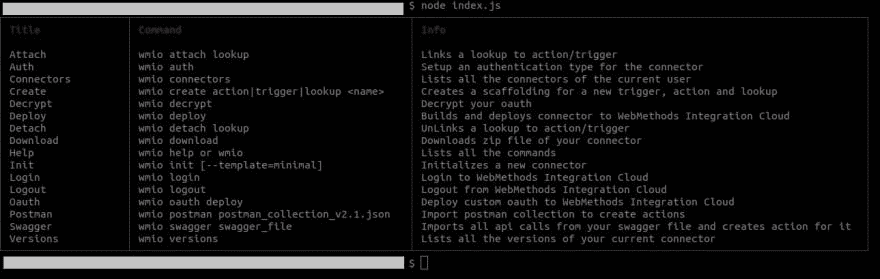 $ node index.js
Title Command Info
Attach wmio attach lookup Links a lookup to action/trigger
Auth wmio auth Setup an authentication type for the connector
Connectors wmio connectors Lists all the connectors of the current user
Create wmio create action|trigger|lookup <name> Creates a scaffolding for a new trigger, action and lookup
Decrypt wmio decrypt Decrypt your oauth
Deploy wmio deploy Builds and deploys connector to WebMethods Integration Cloud
Detach wmio detach lookup UnLinks a lookup to action/trigger
Download wmio download Downloads zip file of your connector
Help wmio help or wmio Lists all the commands
Init wmio init [--template=minimal] Initializes a new connector
Login wmio login Login to WebMethods Integration Cloud
Logout wmio logout Logout from WebMethods Integration Cloud
Oauth wmio oauth deploy Deploy custom oauth to WebMethods Integration Cloud
Postman wmio postman postman_collection_v2.1.json Import postman collection to create actions
Swagger wmio swagger swagger_file Imports all api calls from your swagger file and creates action for it
Versions wmio versions Lists all the versions of your current connector
$